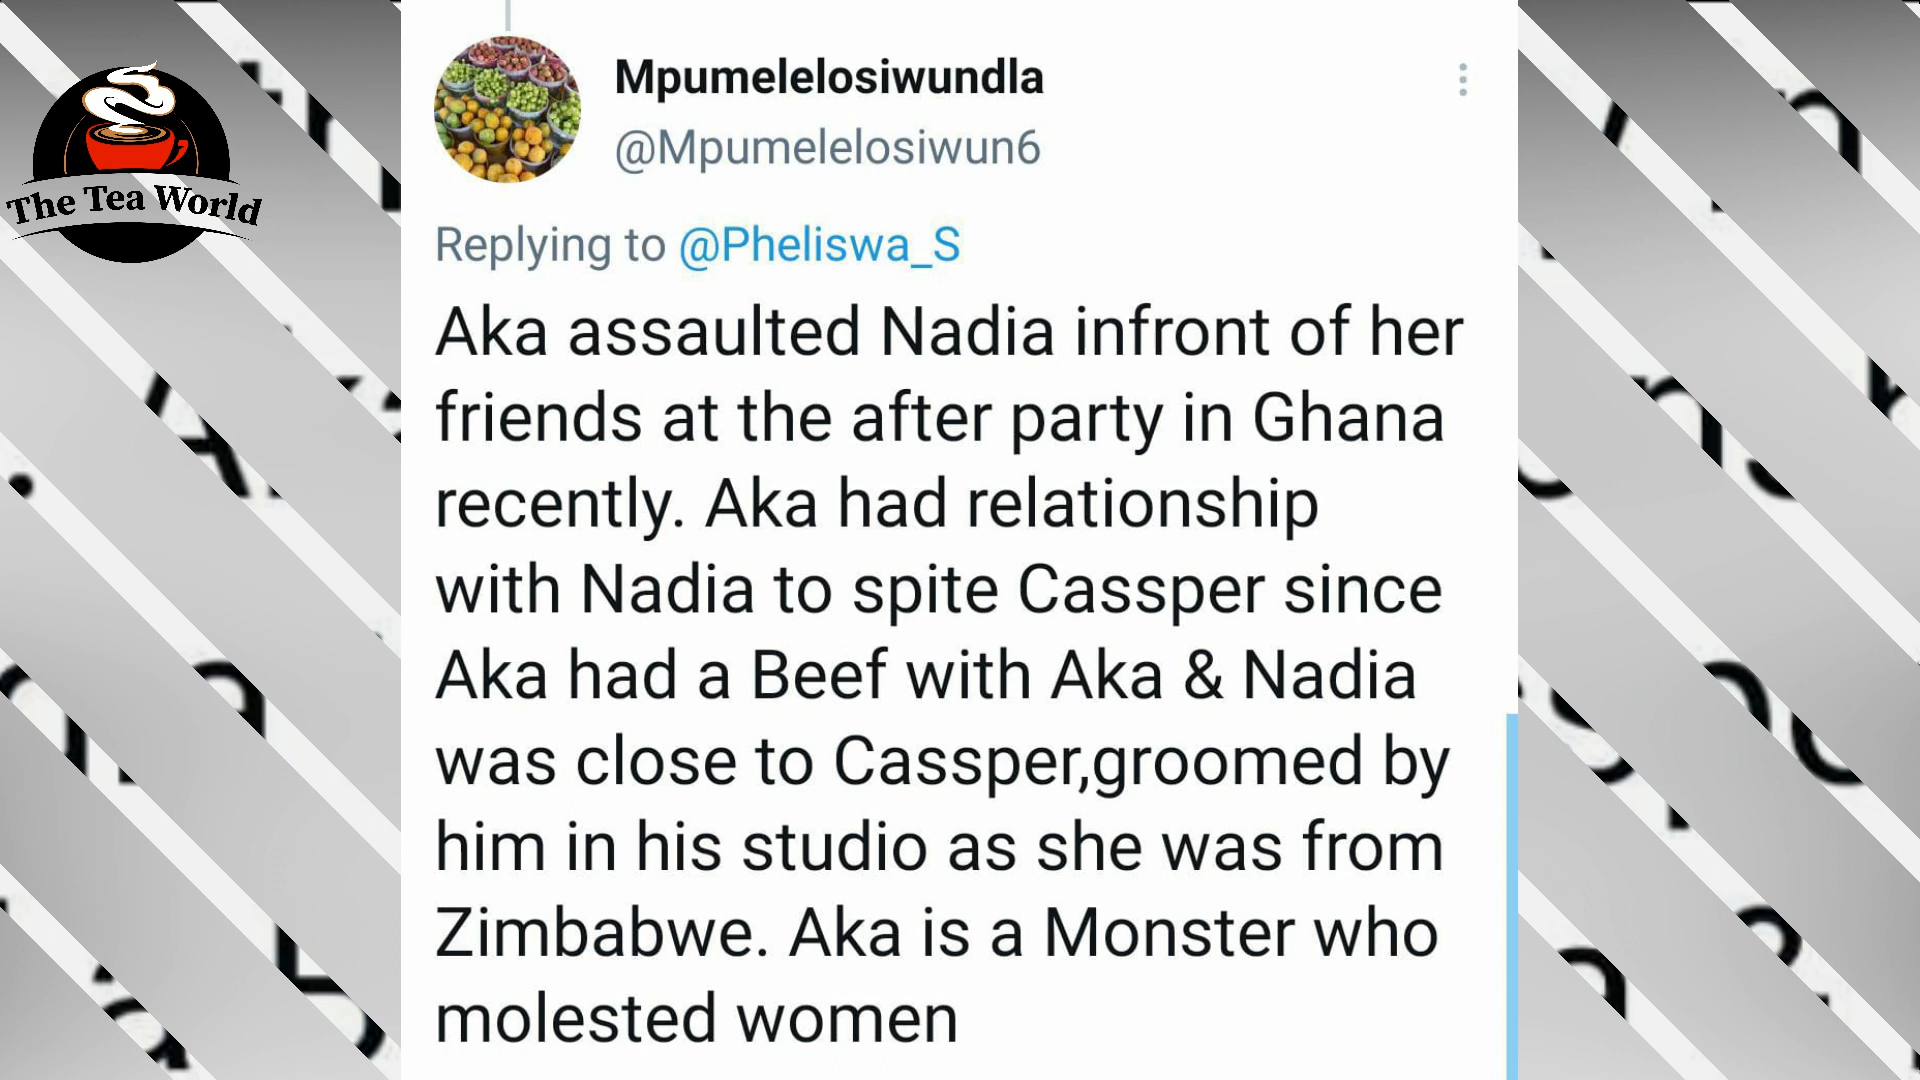 The Tea World
Mpumelelosiwundla
@Mpumelelosiwun6
Replying to @Pheliswa_S
Aka assaulted Nadia infront of her
friends at the after party in Ghana
recently. Aka had relationship
with Nadia to spite Cassper since
Aka had a Beef with Aka & Nadia
was close to Cassper,groomed by
him in his studio as she was from
Zimbabwe. Aka is a Monster who
molested women